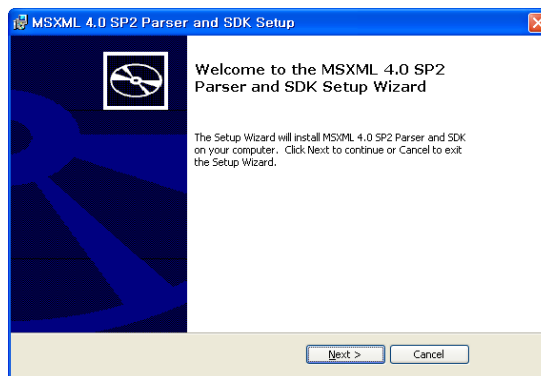 MSXML 4.0 SP2 Parser and SDK Setup
Welcome to the MSXML 4.0 SP2
Parser and SDK Setup Wizard
The Setup Wizard will install MSXML 4.0 SP2 Parser and SDK
on your computer. Click Next to continue or Cancel to exit
the Setup Wizard.
Next >
Cancel